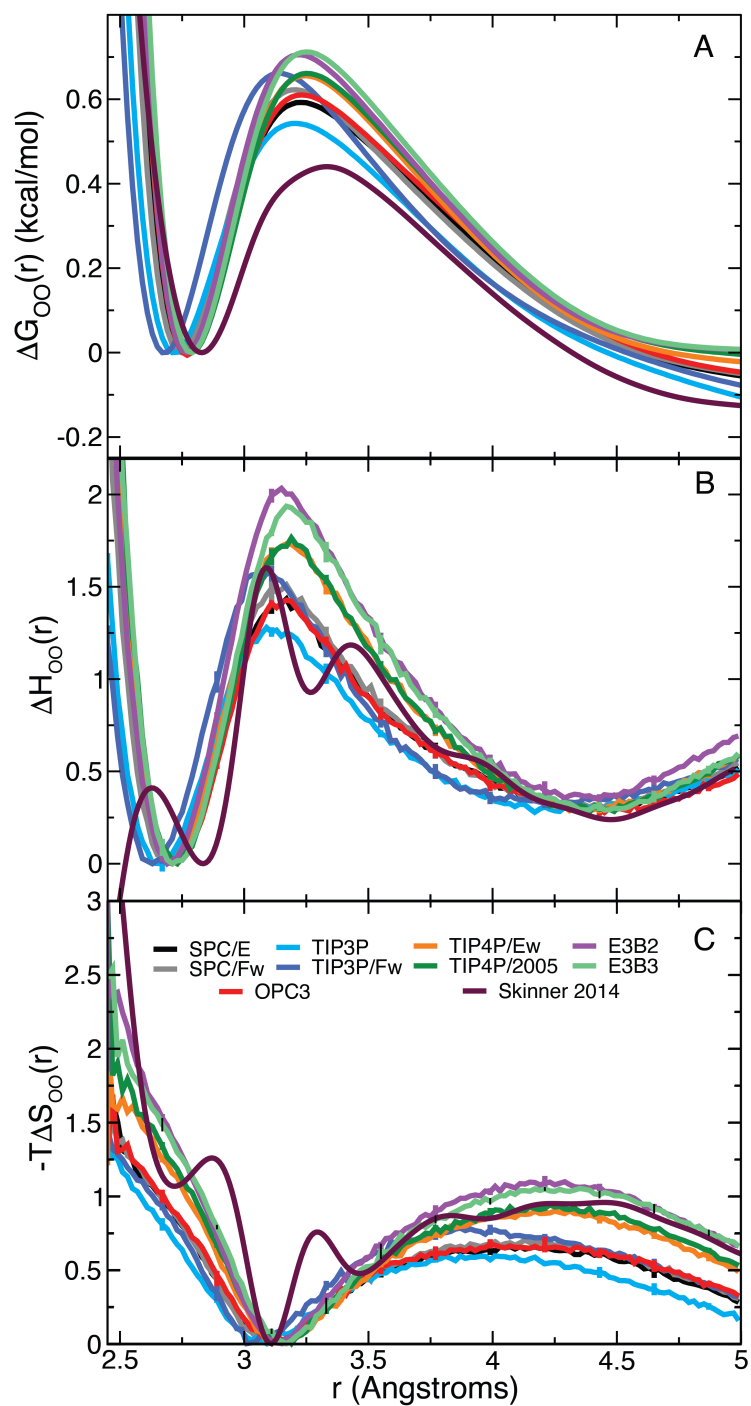 A
0.6
0.4
0.2
0
-0.2
ΔG_OO(r) (kcal/mol)
B
2
1.5
1
0.5
0
ΔH_OO(r)
C
3
2.5
2
1.5
1
0.5
0
-TΔS_OO(r)
SPC/E TIP3P TIP4P/Ew E3B2
SPC/Fw TIP3P/Fw TIP4P/2005 E3B3
OPC3 Skinner 2014
2.5 3 3.5 4 4.5 5
r (Angstroms)